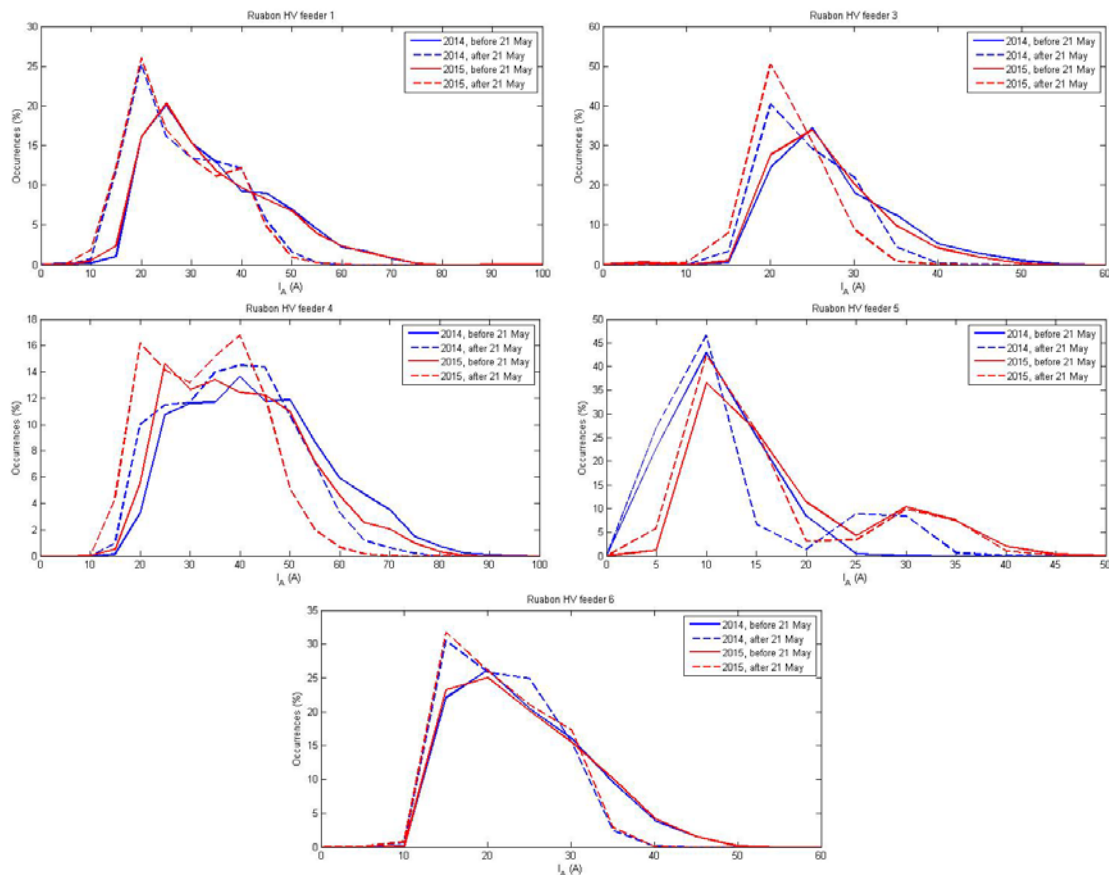 Ruabon HV feeder 1
30
25
20
15
10
5
0
Occurrences (%)
0 10 20 30 40 50 60 70 80 90 100
I_A (A)
2014, before 21 May
2014, after 21 May
2015, before 21 May
2015, after 21 May
Ruabon HV feeder 3
60
50
40
30
20
10
0
Occurrences (%)
0 10 20 30 40 50 60
I_A (A)
2014, before 21 May
2014, after 21 May
2015, before 21 May
2015, after 21 May
Ruabon HV feeder 4
18
16
14
12
10
8
6
4
2
0
Occurrences (%)
0 10 20 30 40 50 60 70 80 90 100
I_A (A)
2014, before 21 May
2014, after 21 May
2015, before 21 May
2015, after 21 May
Ruabon HV feeder 5
50
45
40
35
30
25
20
15
10
5
0
Occurrences (%)
0 5 10 15 20 25 30 35 40 45 50
I_A (A)
2014, before 21 May
2014, after 21 May
2015, before 21 May
2015, after 21 May
Ruabon HV feeder 6
35
30
25
20
15
10
5
0
Occurrences (%)
0 10 20 30 40 50 60
I_A (A)
2014, before 21 May
2014, after 21 May
2015, before 21 May
2015, after 21 May